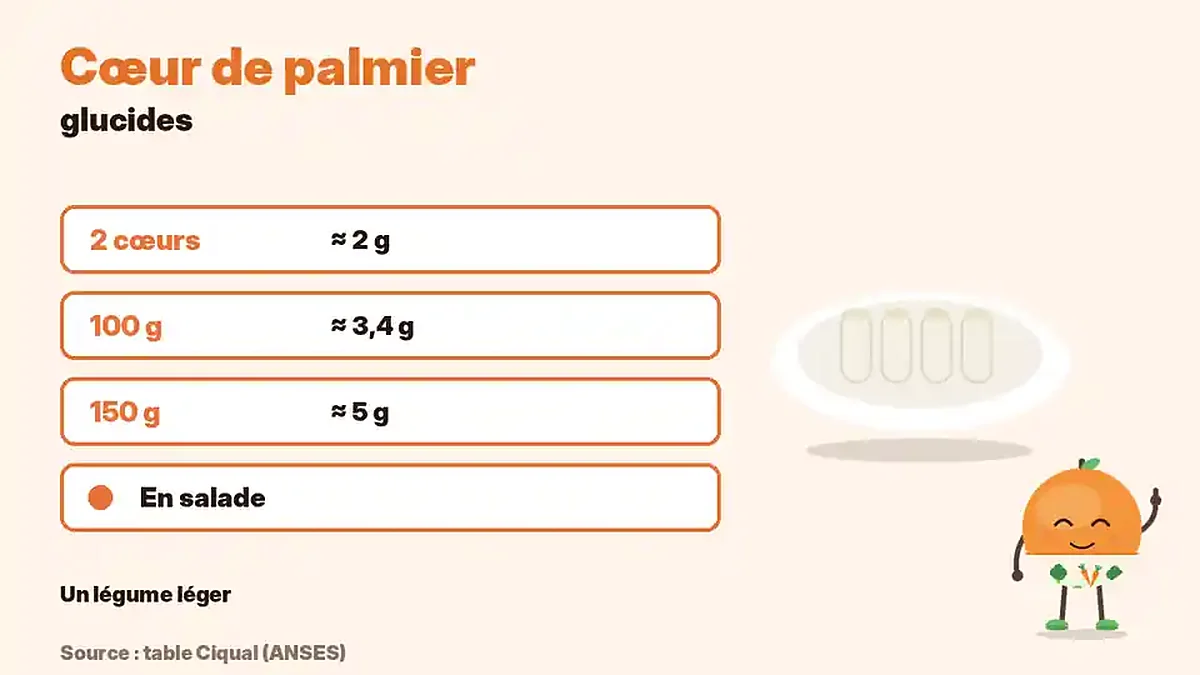 Cœur de palmier
glucides
2 cœurs ≈ 2 g
100 g ≈ 3,4 g
150 g ≈ 5 g
En salade
Un légume léger
Source : table Ciqual (ANSES)